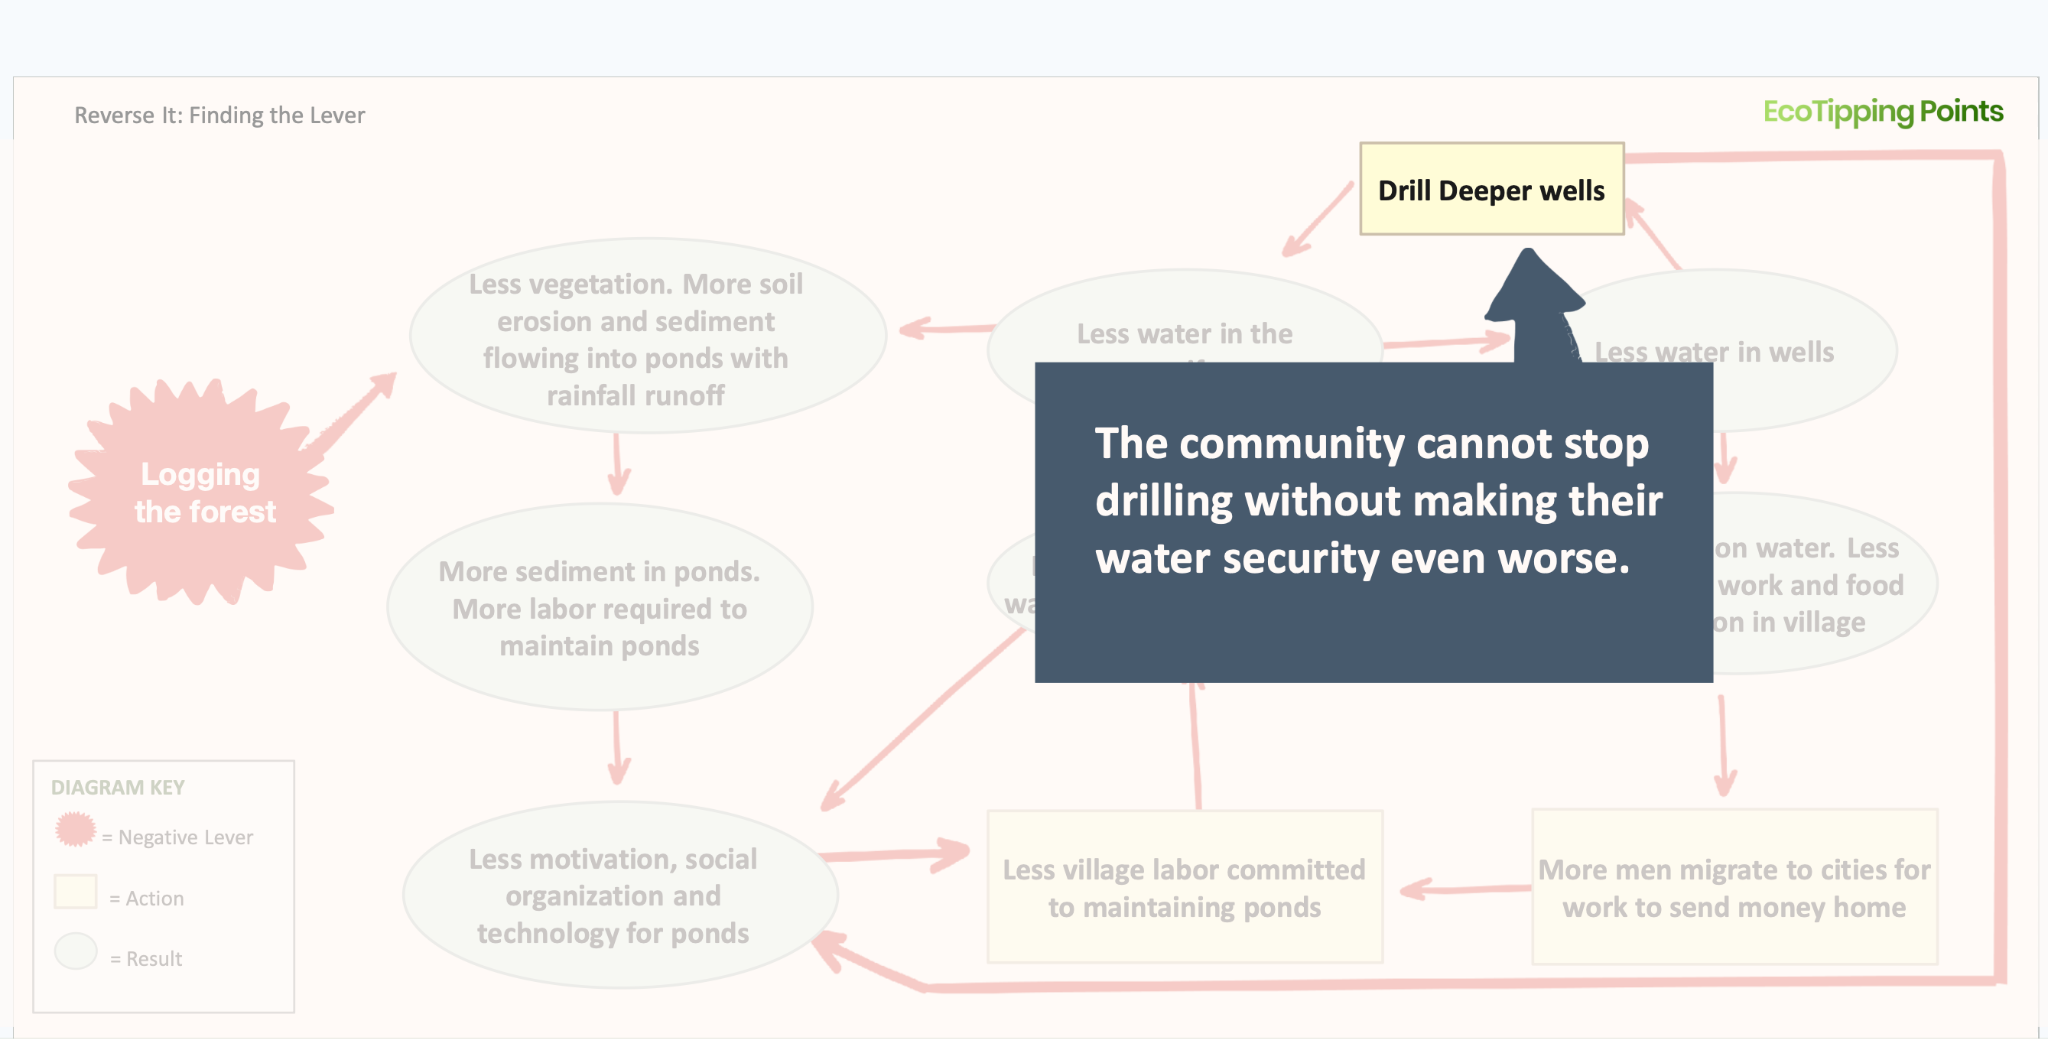 Reverse It: Finding the Lever
EcoTipping Points
Drill Deeper wells
Less vegetation. More soil
erosion and sediment
flowing into ponds with
rainfall runoff
Less water in the
Less water in wells
Logging
the forest
The community cannot stop
drilling without making their
water security even worse.
More sediment in ponds.
More labor required to
maintain ponds
on water. Less
work and food
on in village
DIAGRAM KEY
= Negative Lever
= Action
= Result
Less motivation, social
organization and
technology for ponds
Less village labor committed
to maintaining ponds
More men migrate to cities for
work to send money home